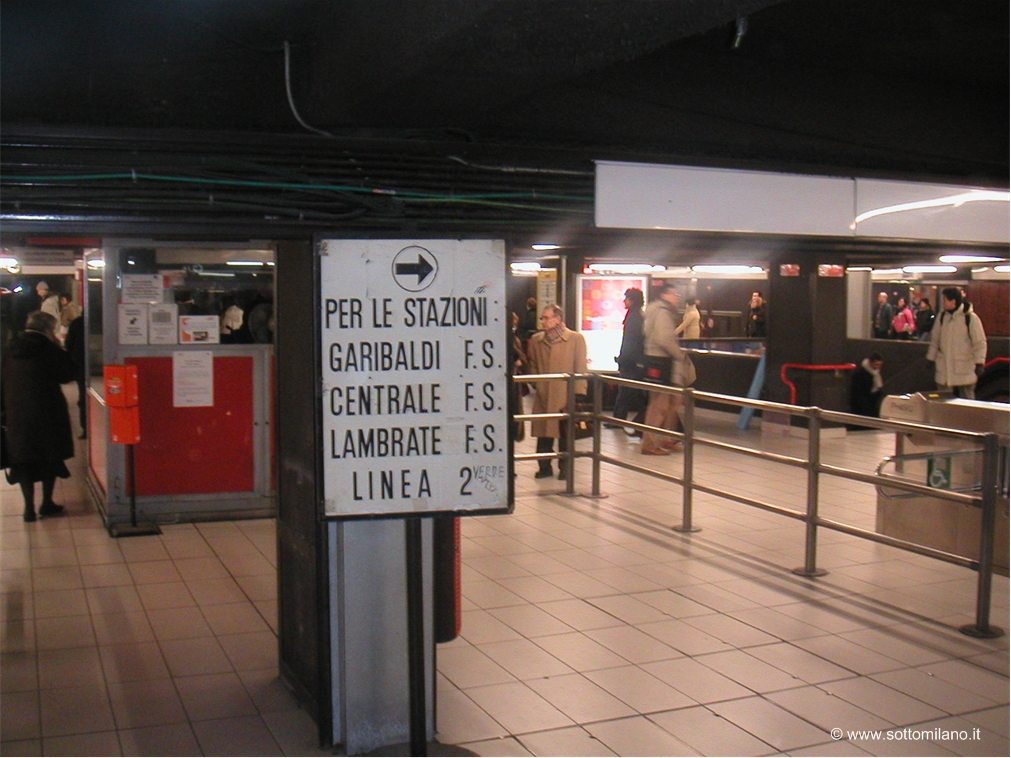 PER LE STAZIONI :
GARIBALDI F.S.
CENTRALE F.S.
LAMBRATE F.S.
LINEA 2 VERDE
© www.sottomilano.it